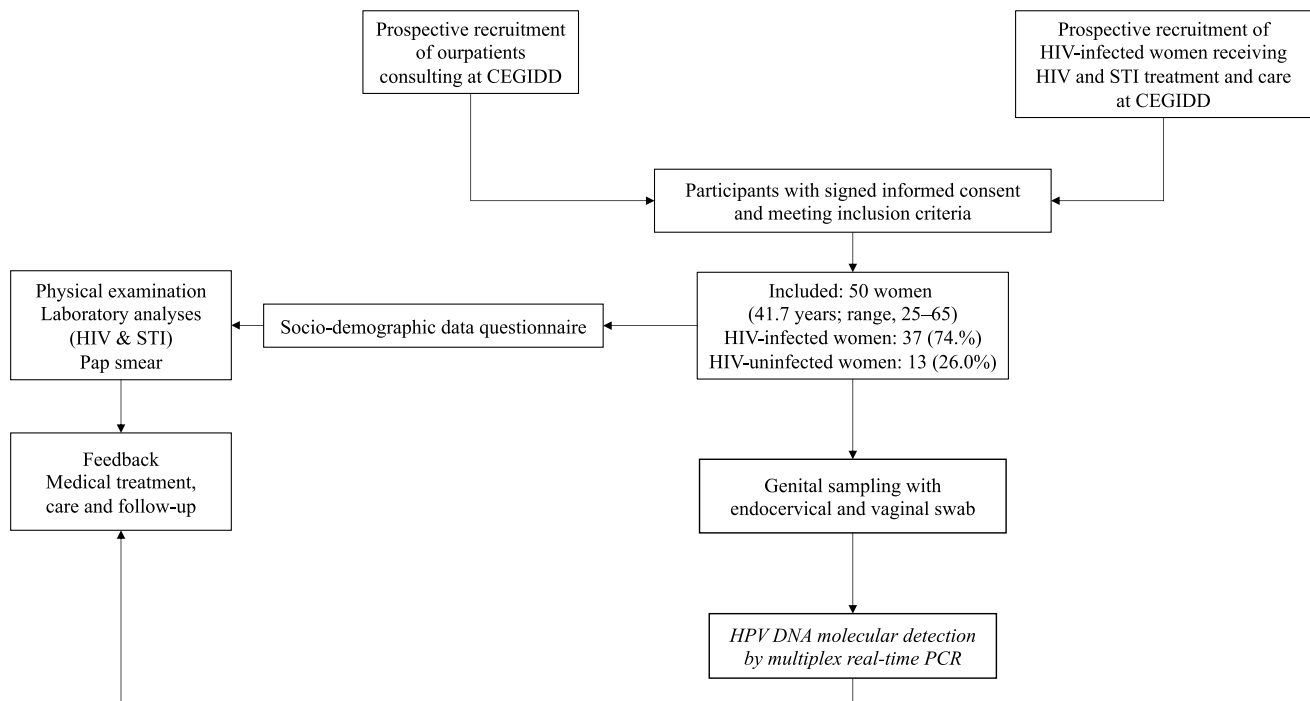 Prospective recruitment
of ourpatients
consulting at CEGIDD
Prospective recruitment of
HIV-infected women receiving
HIV and STI treatment and care
at CEGIDD
Participants with signed informed consent
and meeting inclusion criteria
Included: 50 women
(41.7 years; range, 25–65)
HIV-infected women: 37 (74.%)
HIV-uninfected women: 13 (26.0%)
Socio-demographic data questionnaire
Physical examination
Laboratory analyses
(HIV & STI)
Pap smear
Feedback
Medical treatment,
care and follow-up
Genital sampling with
endocervical and vaginal swab
HPV DNA molecular detection
by multiplex real-time PCR